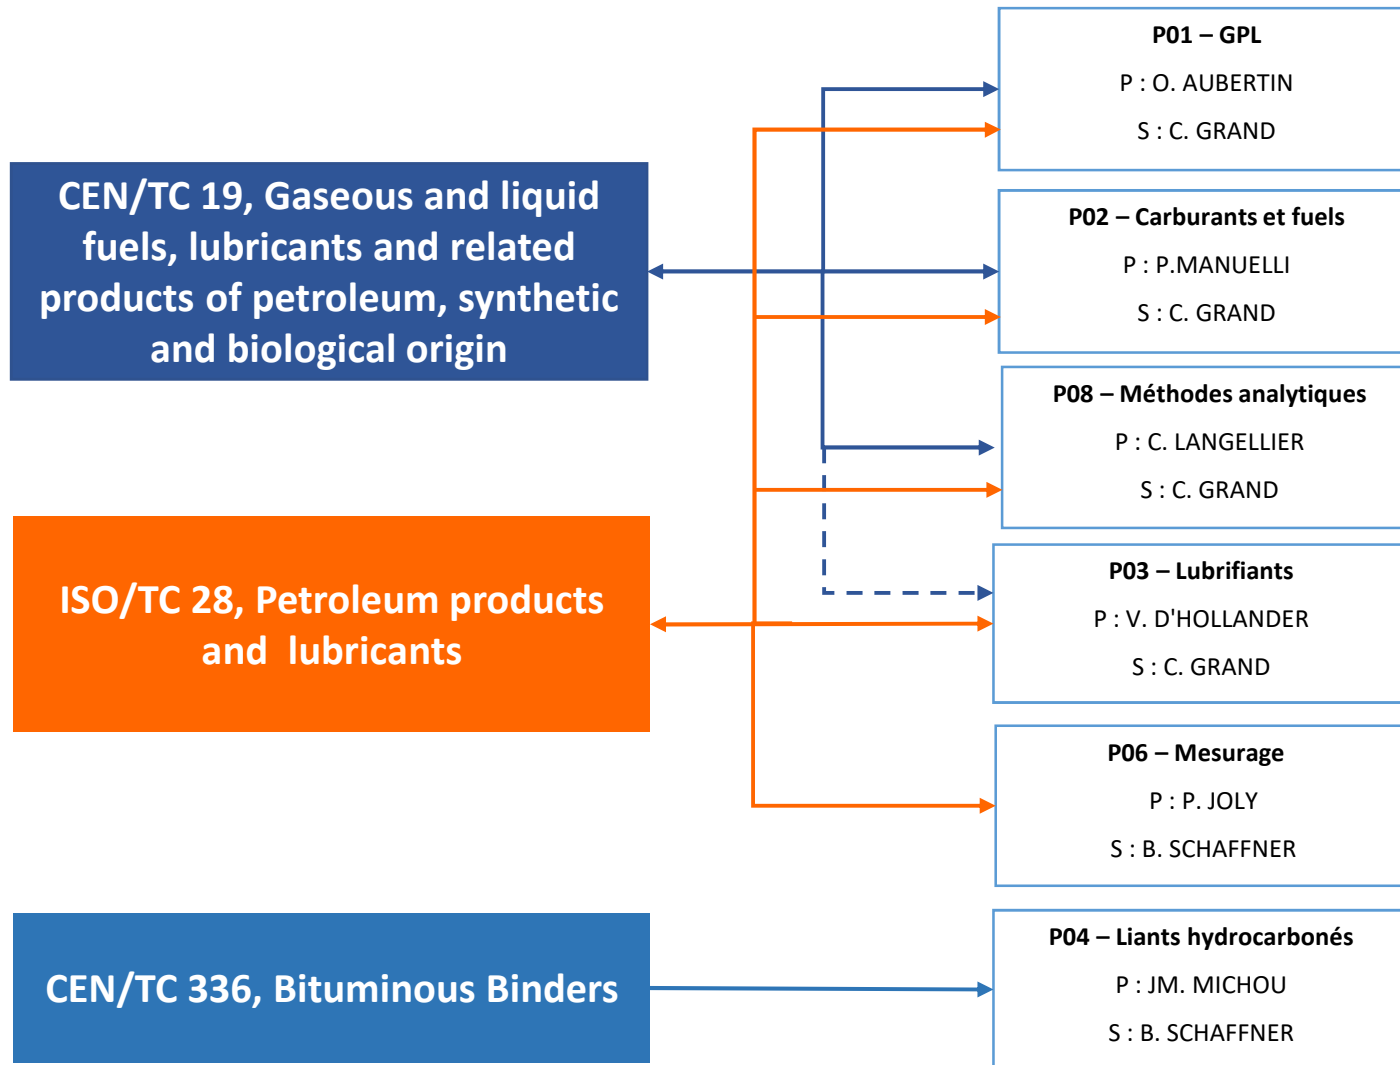 CEN/TC 19, Gaseous and liquid
fuels, lubricants and related
products of petroleum, synthetic
and biological origin
ISO/TC 28, Petroleum products
and  lubricants
CEN/TC 336, Bituminous Binders
P01 – GPL
P : O. AUBERTIN
S : C. GRAND
P02 – Carburants et fuels
P : P.MANUELLI
S : C. GRAND
P08 – Méthodes analytiques
P : C. LANGELLIER
S : C. GRAND
P03 – Lubrifiants
P : V. D'HOLLANDER
S : C. GRAND
P06 – Mesurage
P : P. JOLY
S : B. SCHAFFNER
P04 – Liants hydrocarbonés
P : JM. MICHOU
S : B. SCHAFFNER